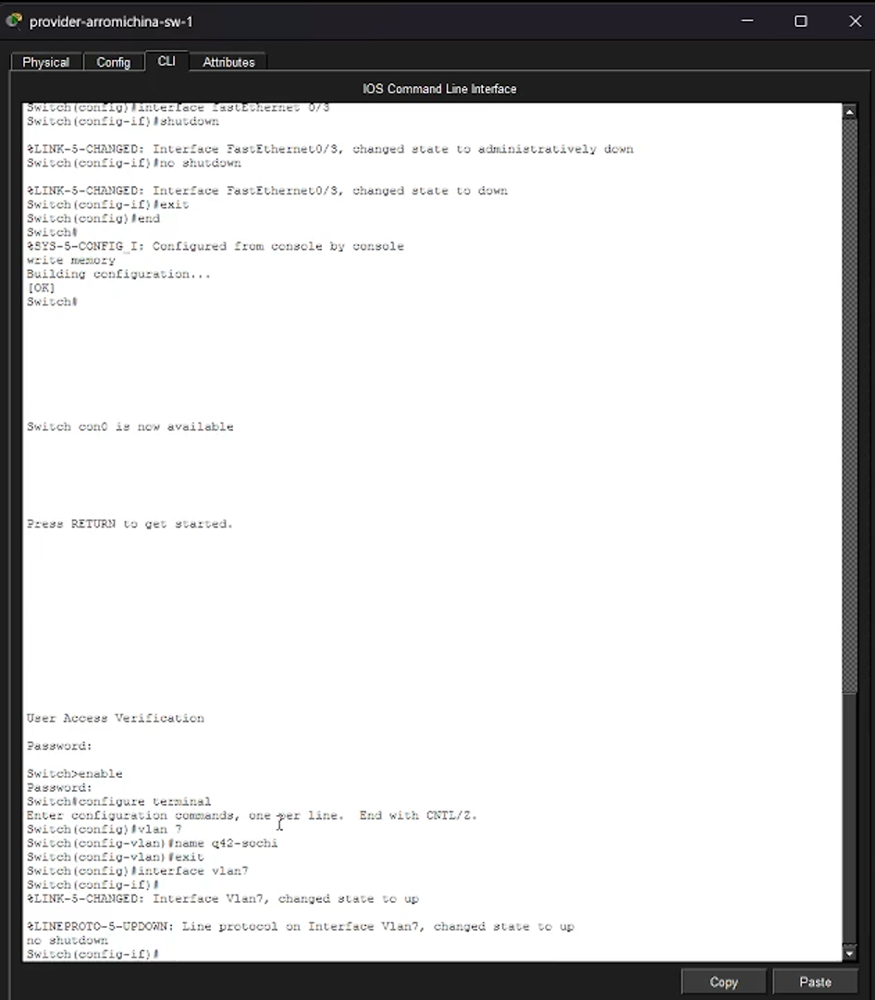 provider-arromichina-sw-1
Physical Config CLI Attributes
IOS Command Line Interface
Switch(config)#interface fastEthernet 0/3
Switch(config-if)#shutdown
%LINK-5-CHANGED: Interface FastEthernet0/3, changed state to administratively down
Switch(config-if)#no shutdown
%LINK-5-CHANGED: Interface FastEthernet0/3, changed state to down
Switch(config-if)#exit
Switch(config)#end
Switch#
%SYS-5-CONFIG_I: Configured from console by console
write memory
Building configuration...
[OK]
Switch#
Switch con0 is now available
Press RETURN to get started.
User Access Verification
Password:
Switch>enable
Password:
Switch#configure terminal
Enter configuration commands, one per line.  End with CNTL/Z.
Switch(config)#vlan 7
Switch(config-vlan)#name q42-sochi
Switch(config-vlan)#exit
Switch(config)#interface vlan7
Switch(config-if)#
%LINK-5-CHANGED: Interface Vlan7, changed state to up
%LINEPROTO-5-UPDOWN: Line protocol on Interface Vlan7, changed state to up
no shutdown
Switch(config-if)#
Copy Paste